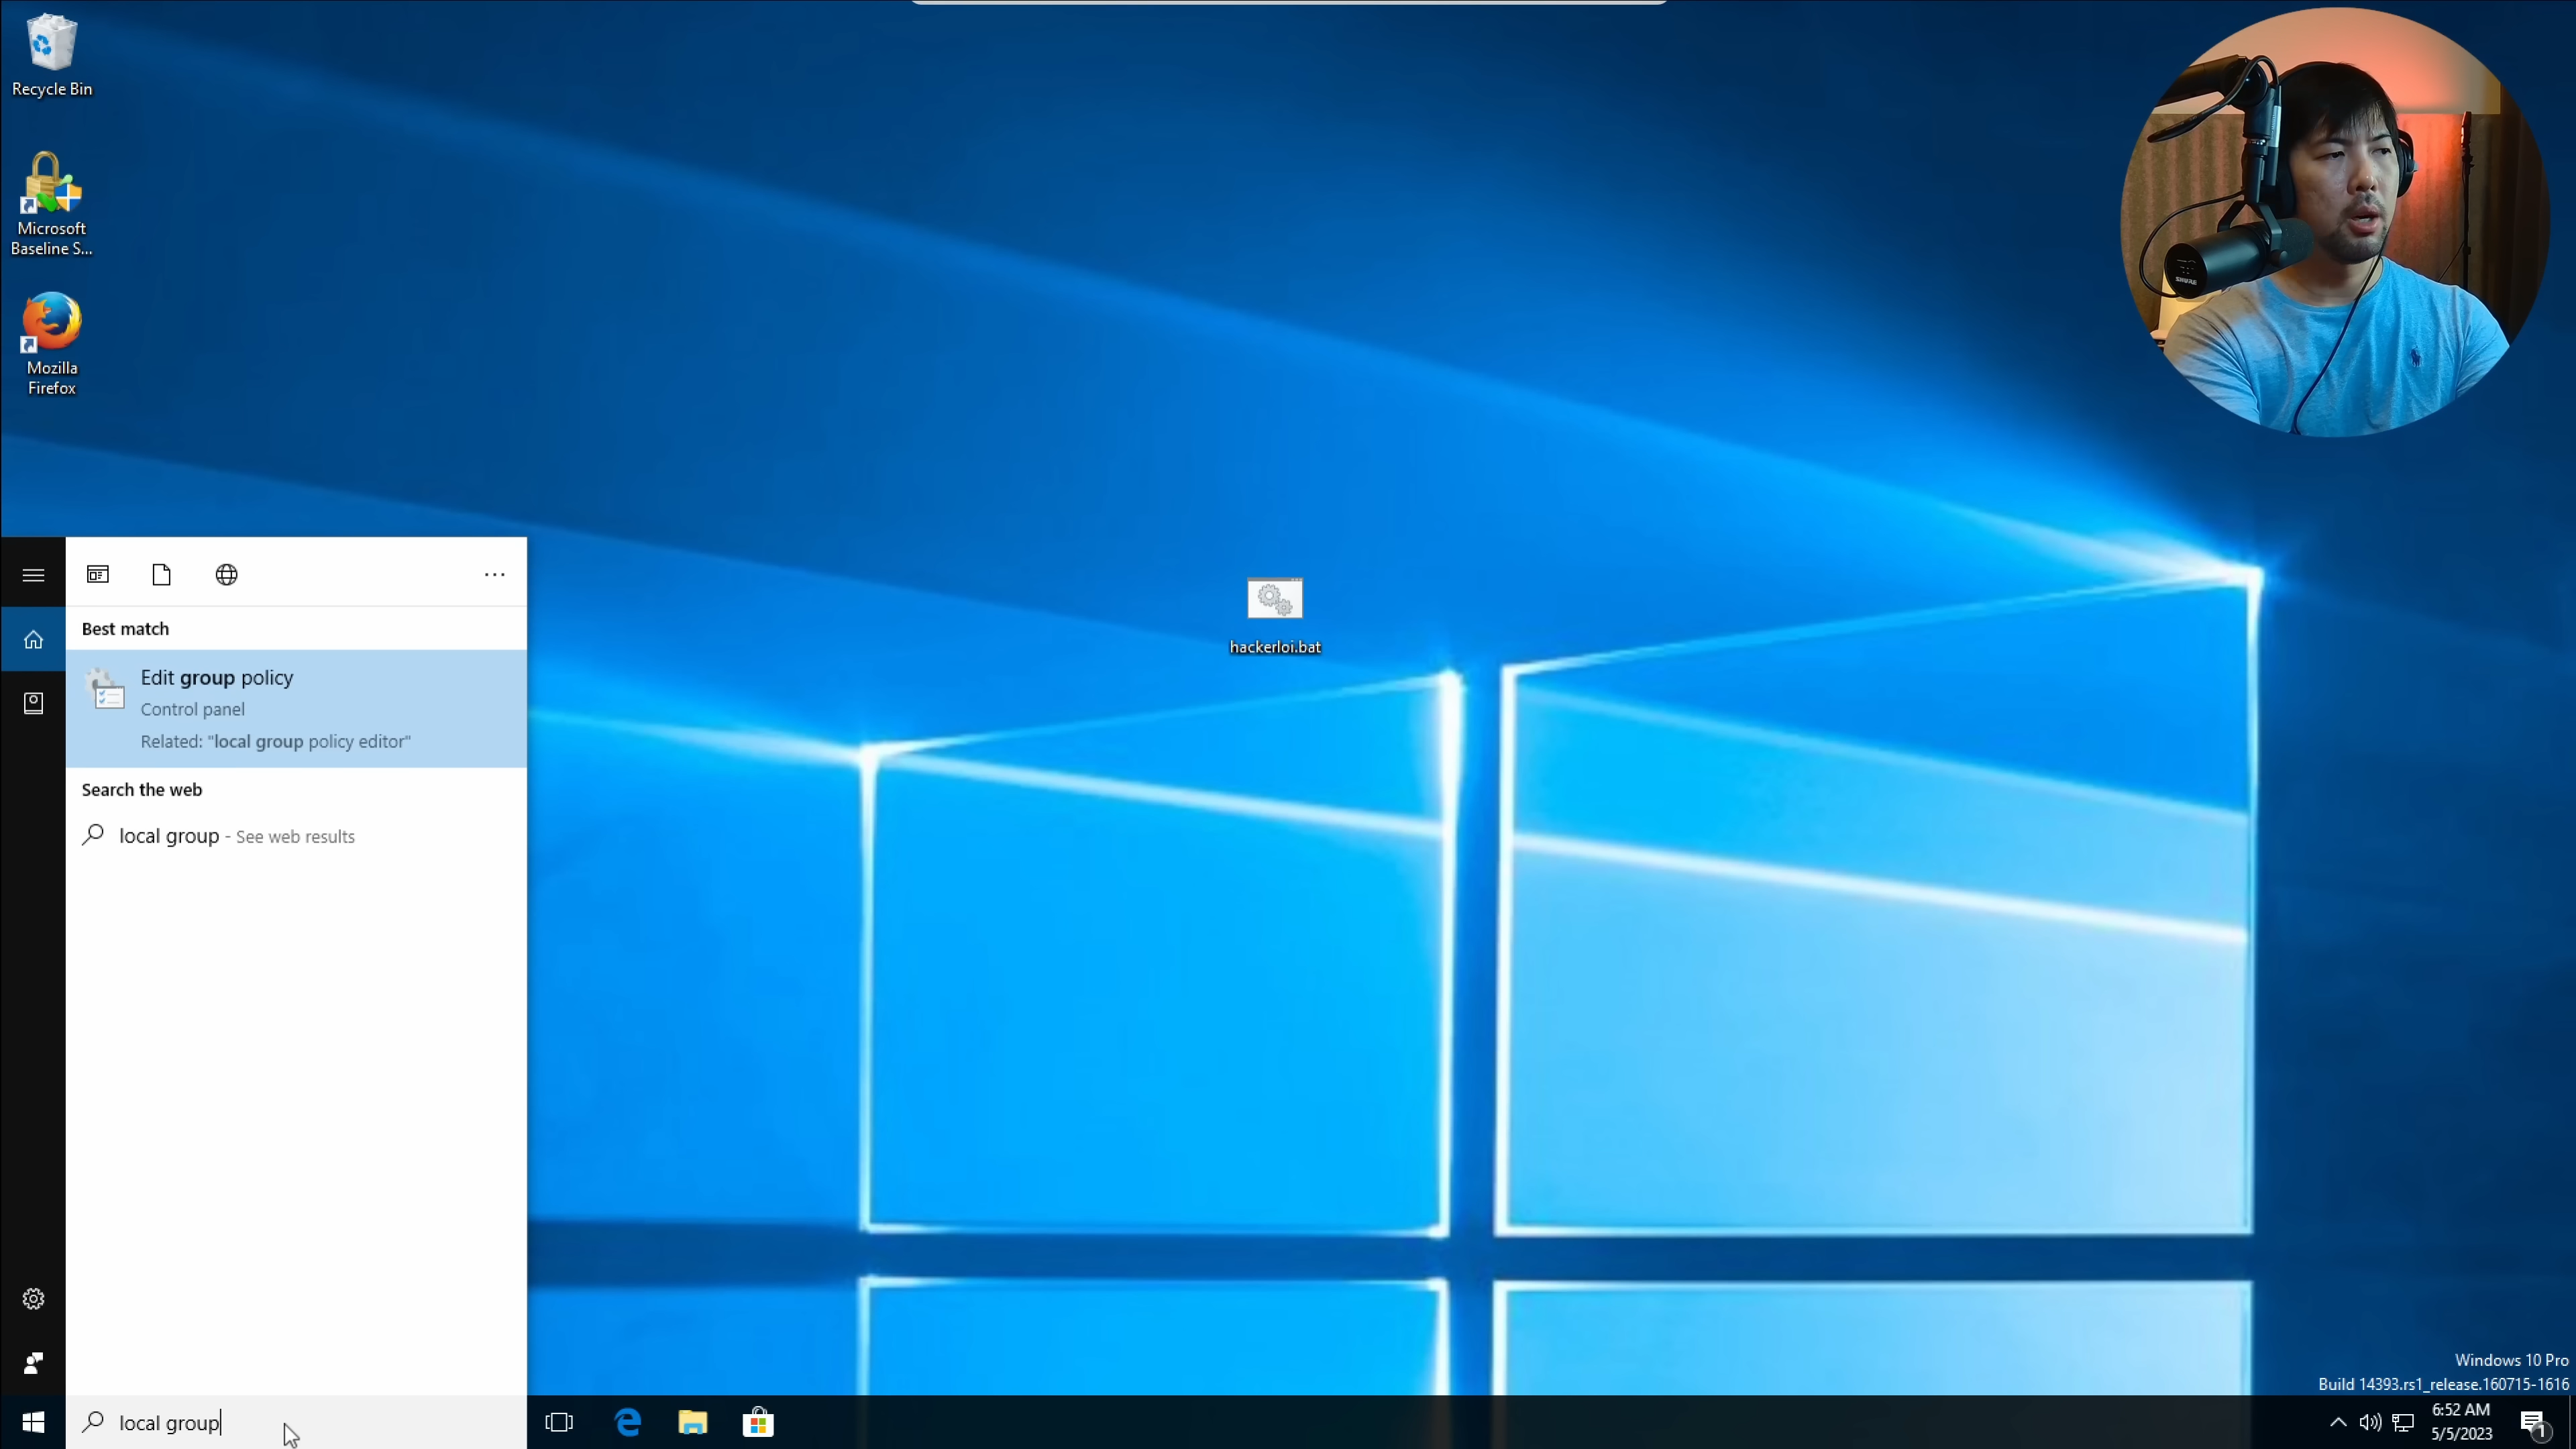 Recycle Bin
Microsoft
Baseline S...
Mozilla
Firefox
SHURE
hackerloi.bat
Best match
Edit group policy
Control panel
Related: "local group policy editor"
Search the web
local group - See web results
local group
Windows 10 Pro
Build 14393.rs1_release.160715-1616
6:52 AM
5/5/2023
1